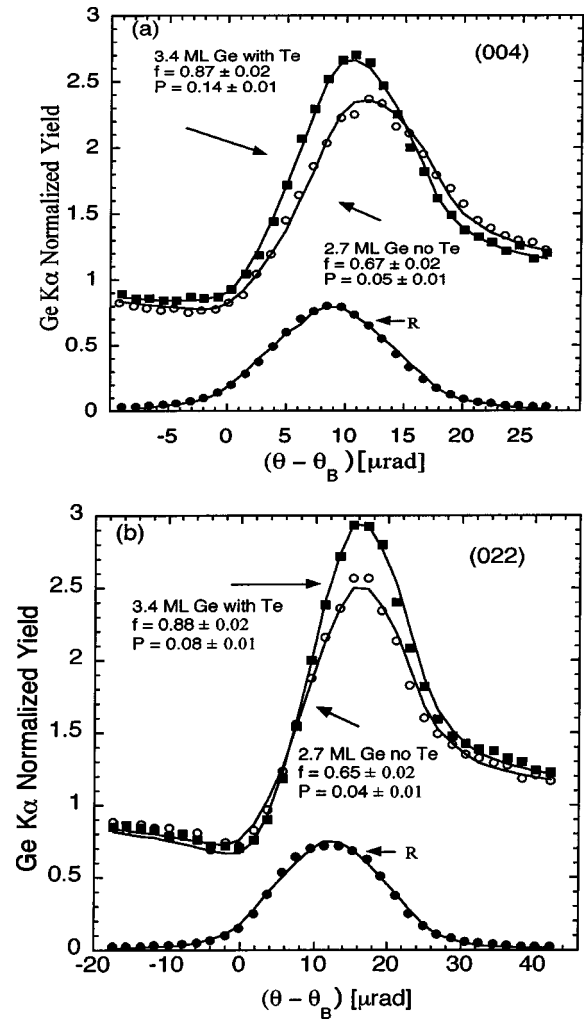 (a)
(004)
3.4 ML Ge with Te
f = 0.87 ± 0.02
P = 0.14 ± 0.01
2.7 ML Ge no Te
f = 0.67 ± 0.02
P = 0.05 ± 0.01
R
Ge Kα Normalized Yield
3
2.5
2
1.5
1
0.5
0
-5 0 5 10 15 20 25
(θ − θB) [μrad]
(b)
(022)
3.4 ML Ge with Te
f = 0.88 ± 0.02
P = 0.08 ± 0.01
2.7 ML Ge no Te
f = 0.65 ± 0.02
P = 0.04 ± 0.01
R
Ge Kα Normalized Yield
3
2.5
2
1.5
1
0.5
0
-20 -10 0 10 20 30 40
(θ − θB) [μrad]